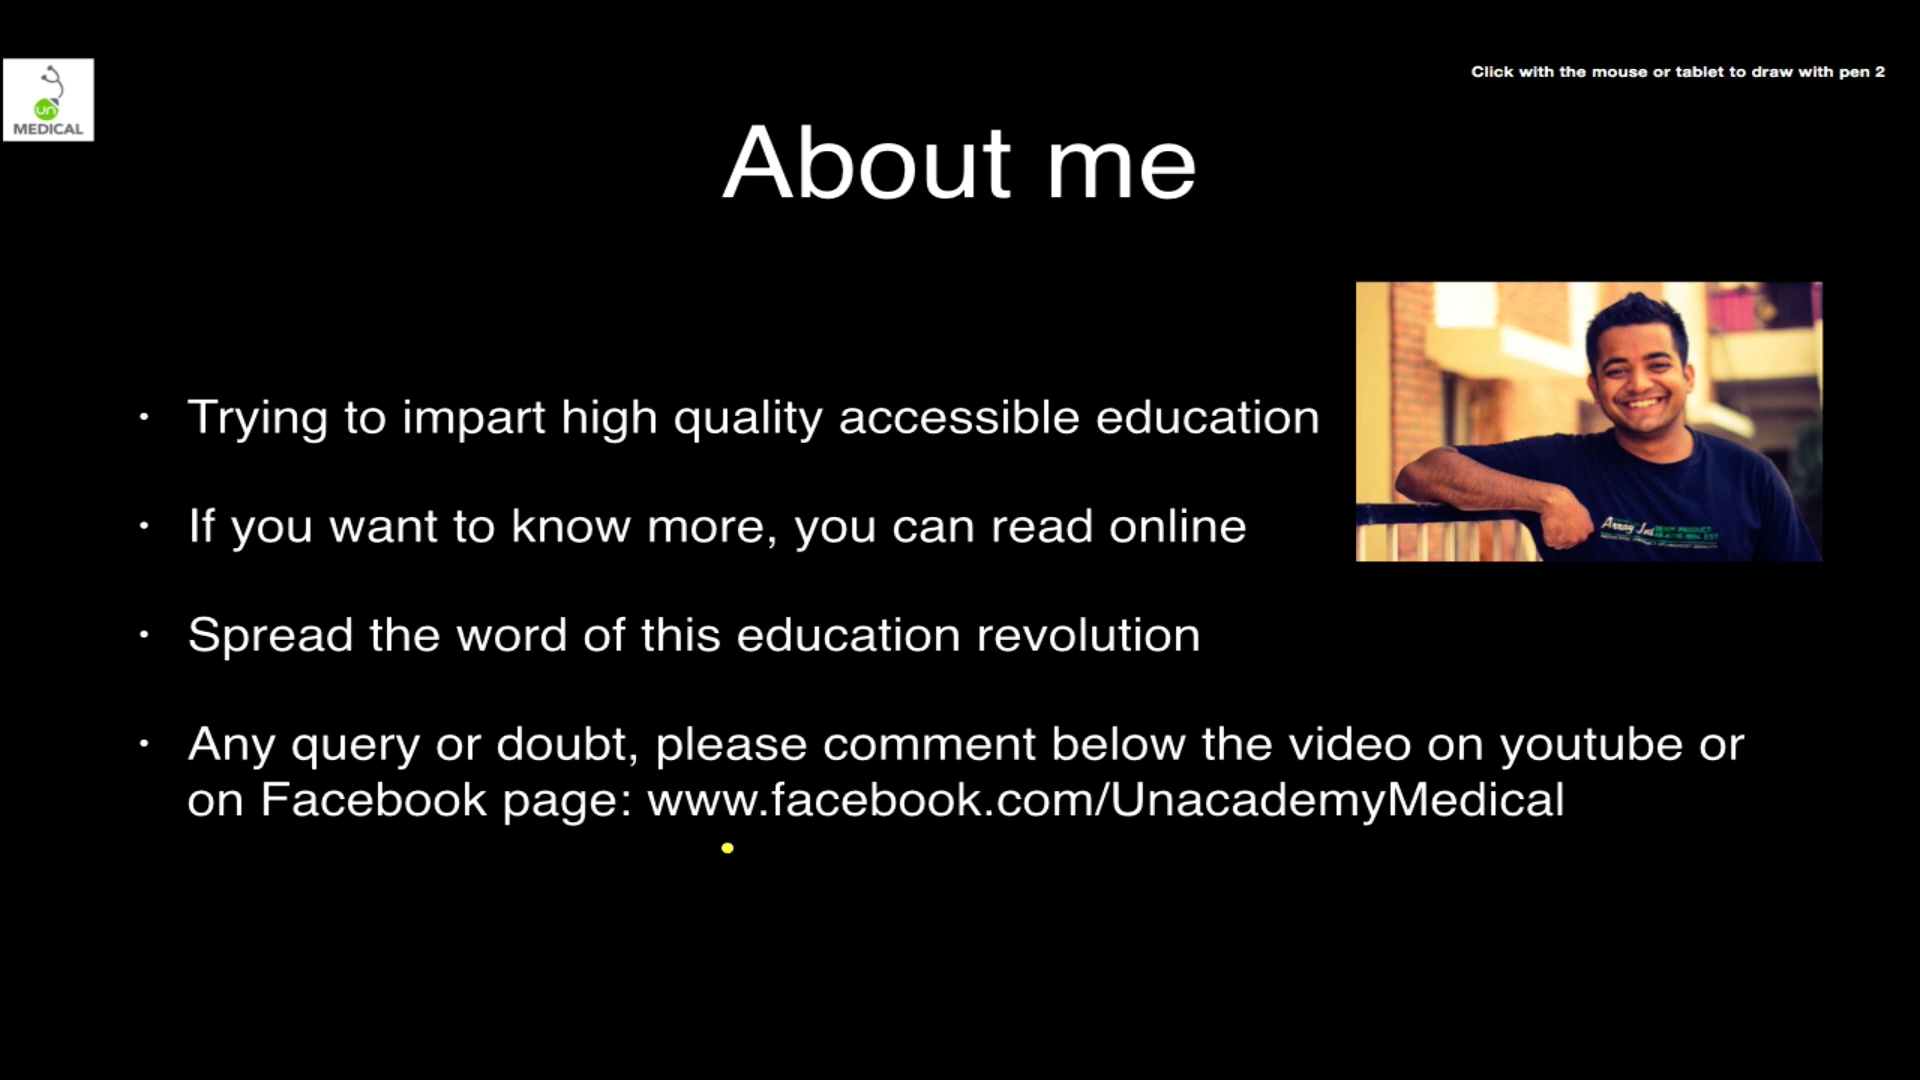 Click with the mouse or tablet to draw with pen 2
un
MEDICAL
About me
Trying to impart high quality accessible education
If you want to know more, you can read online
Spread the word of this education revolution
Any query or doubt, please comment below the video on youtube or
on Facebook page: www.facebook.com/UnacademyMedical